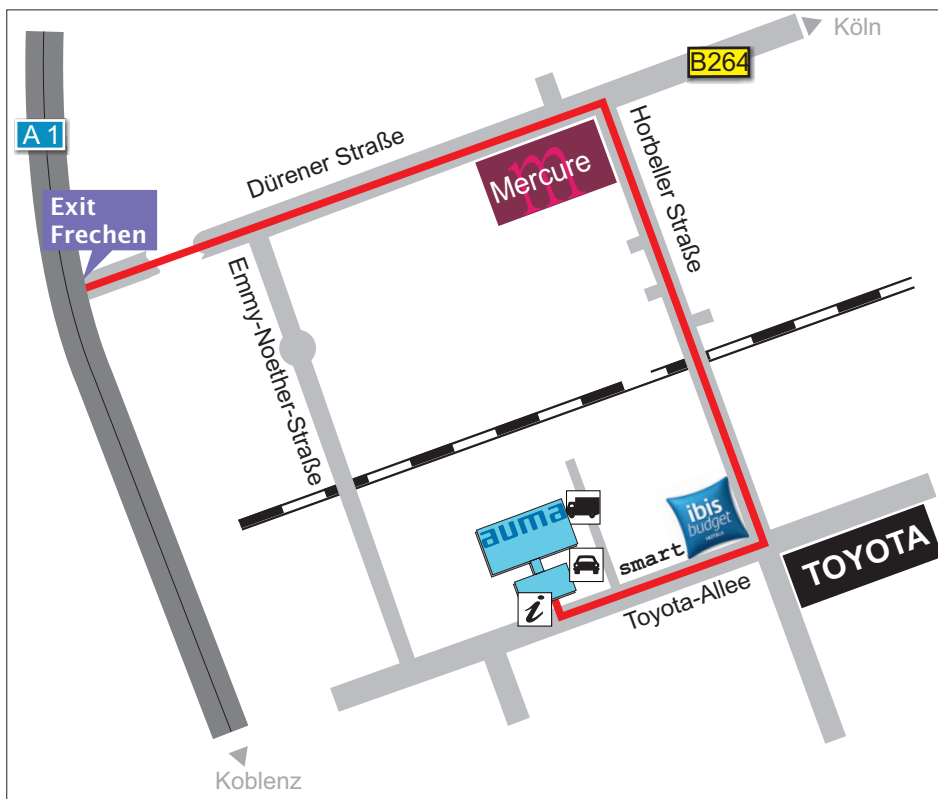 Köln
B264
A 1
Dürener Straße
Horbeller Straße
m
Mercure
Exit
Frechen
Emmy-Noether-Straße
auma
ibis
budget
HOTELS
smart
TOYOTA
i
Toyota-Allee
Koblenz